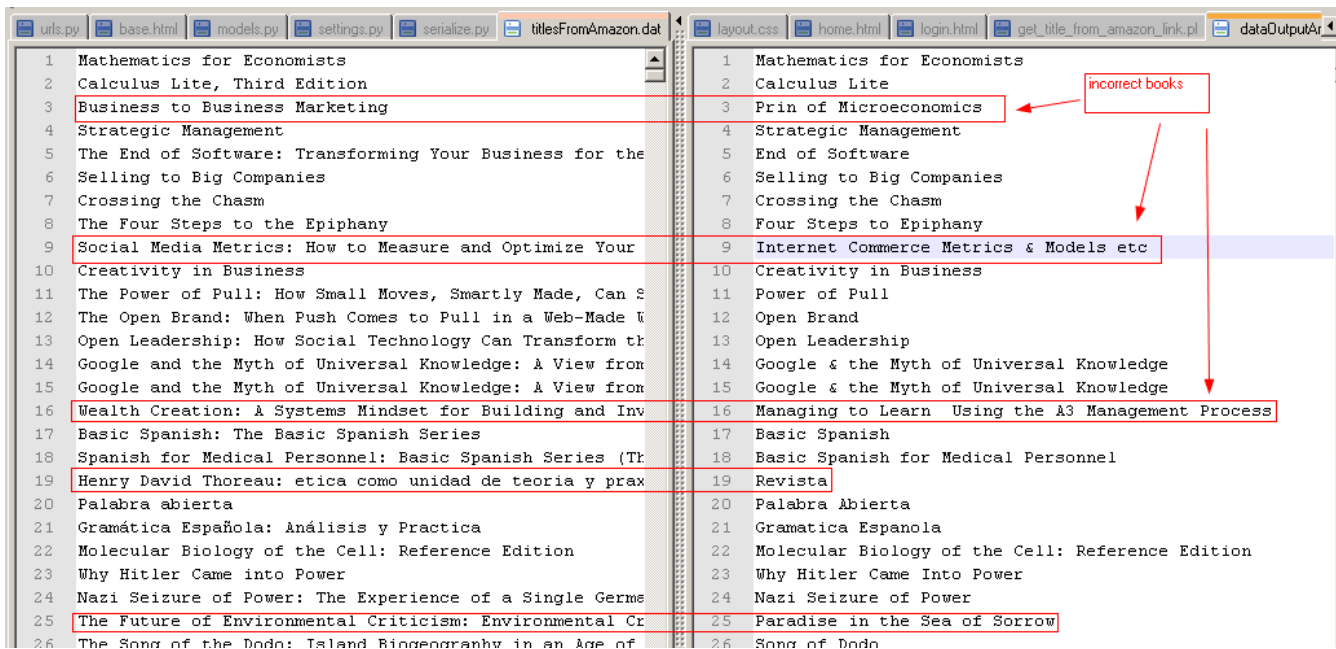 urls.py base.html models.py settings.py serialize.py titlesFromAmazon.dat
1 Mathematics for Economists
2 Calculus Lite, Third Edition
3 Business to Business Marketing
4 Strategic Management
5 The End of Software: Transforming Your Business for the
6 Selling to Big Companies
7 Crossing the Chasm
8 The Four Steps to the Epiphany
9 Social Media Metrics: How to Measure and Optimize Your
10 Creativity in Business
11 The Power of Pull: How Small Moves, Smartly Made, Can S
12 The Open Brand: When Push Comes to Pull in a Web-Made W
13 Open Leadership: How Social Technology Can Transform th
14 Google and the Myth of Universal Knowledge: A View from
15 Google and the Myth of Universal Knowledge: A View from
16 Wealth Creation: A Systems Mindset for Building and Inv
17 Basic Spanish: The Basic Spanish Series
18 Spanish for Medical Personnel: Basic Spanish Series (Th
19 Henry David Thoreau: etica como unidad de teoria y prax
20 Palabra abierta
21 Gramática Española: Análisis y Practica
22 Molecular Biology of the Cell: Reference Edition
23 Why Hitler Came into Power
24 Nazi Seizure of Power: The Experience of a Single Germa
25 The Future of Environmental Criticism: Environmental Cr
26 The Song of the Dodo: Island Biogeography in an Age of
layout.css home.html login.html get_title_from_amazon_link.pl dataOutputAr
1 Mathematics for Economists
2 Calculus Lite
3 Prin of Microeconomics
4 Strategic Management
5 End of Software
6 Selling to Big Companies
7 Crossing the Chasm
8 Four Steps to Epiphany
9 Internet Commerce Metrics & Models etc
10 Creativity in Business
11 Power of Pull
12 Open Brand
13 Open Leadership
14 Google & the Myth of Universal Knowledge
15 Google & the Myth of Universal Knowledge
16 Managing to Learn  Using the A3 Management Process
17 Basic Spanish
18 Basic Spanish for Medical Personnel
19 Revista
20 Palabra Abierta
21 Gramatica Espanola
22 Molecular Biology of the Cell: Reference Edition
23 Why Hitler Came Into Power
24 Nazi Seizure of Power
25 Paradise in the Sea of Sorrow
26 Song of Dodo
incorrect books